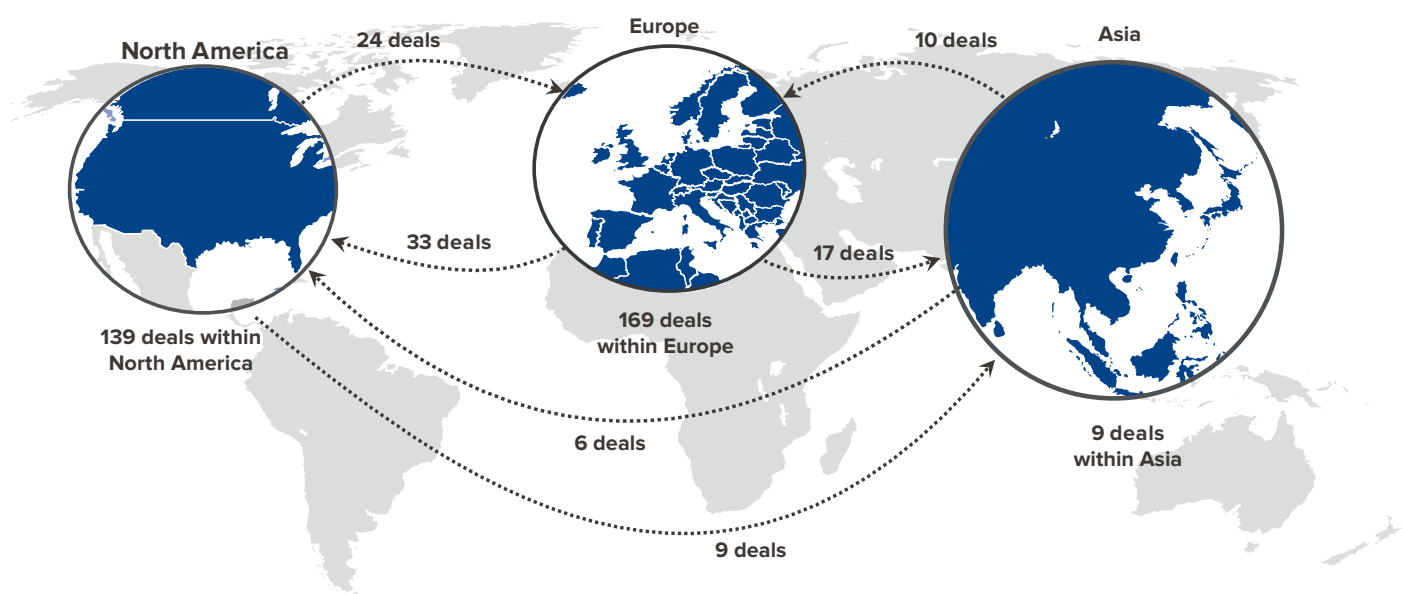 Europe
Asia
North America
24 deals
10 deals
33 deals
17 deals
139 deals within
North America
169 deals
within Europe
6 deals
9 deals
within Asia
9 deals